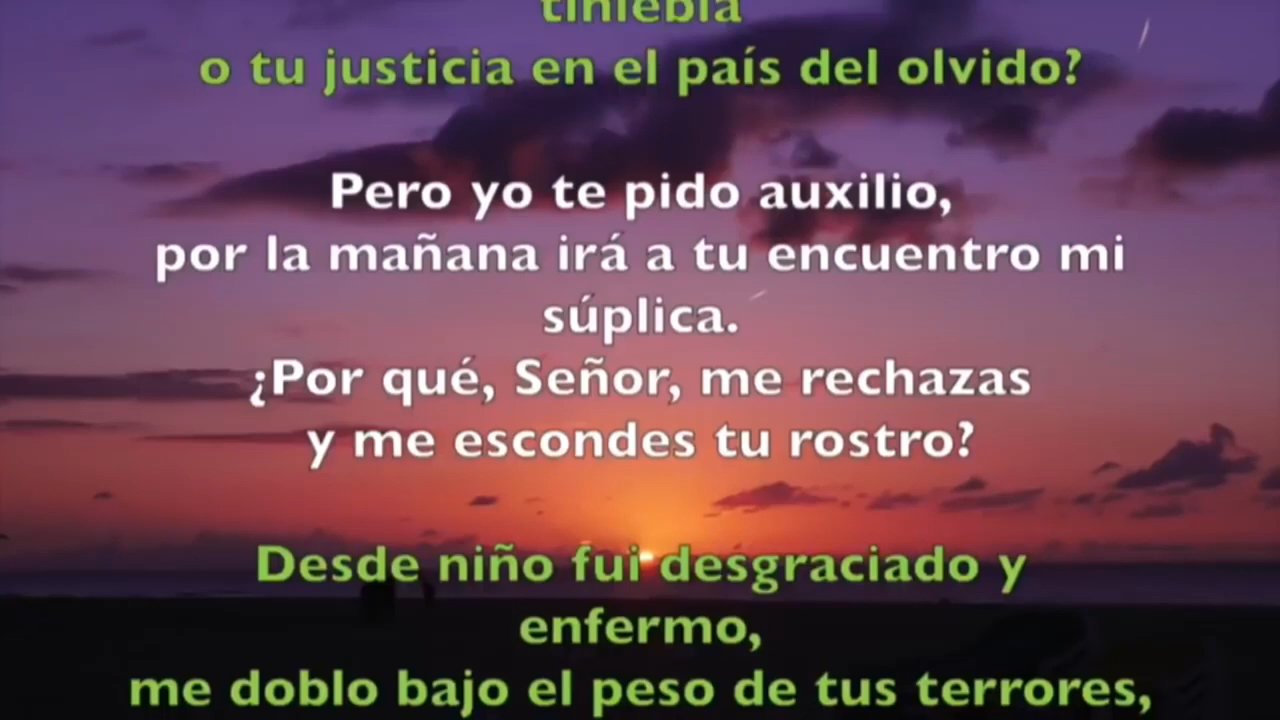 tiniebla
o tu justicia en el país del olvido?
Pero yo te pido auxilio,
por la mañana irá a tu encuentro mi
súplica.
¿Por qué, Señor, me rechazas
y me escondes tu rostro?
Desde niño fui desgraciado y
enfermo,
me doblo bajo el peso de tus terrores,